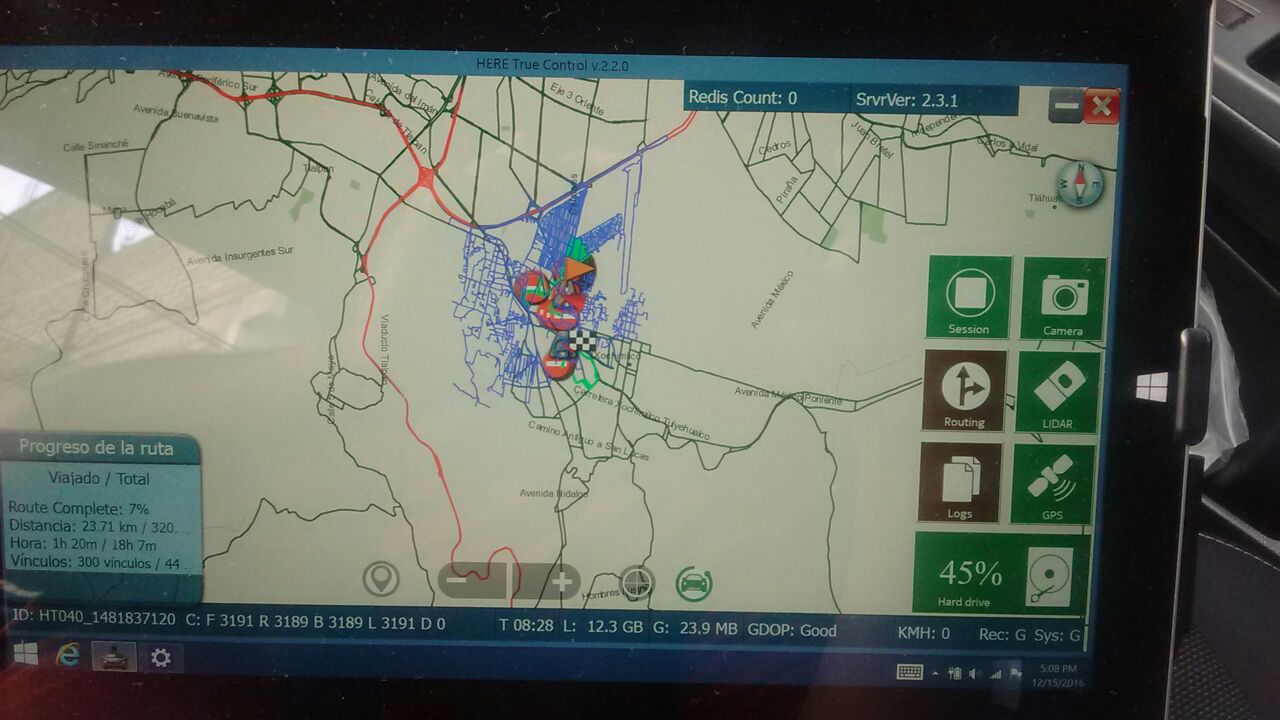 HERE True Control v.2.2.0
Redis Count: 0
SrvrVer: 2.3.1
Periférico Sur
Avenida del Imán
Eje 3 Oriente
Avenida Buenavista
Calle Sinanché
Tlalpan
Cedros
Piraña
Carlos A Vidal
N
E
S
W
Avenida Insurgentes Sur
Viaducto Tlalpan
Avenida México
Session
Camera
Xochimilco
Avenida México Poniente
Carretera Xochimilco Tulyehualco
Camino Antiguo a San Lucas
Avenida Hidalgo
Routing
LIDAR
Logs
GPS
45%
Hard drive
Progreso de la ruta
Viajado / Total
Route Complete: 7%
Distancia: 23.71 km / 320.
Hora: 1h 20m / 18h 7m
Vínculos: 300 vínculos / 44
ID: HT040_1481837120 C: F 3191 R 3189 B 3189 L 3191 D 0
T 08:28 L: 12.3 GB G: 23.9 MB GDOP: Good
KMH: 0 Rec: G Sys: G
5:08 PM
12/15/2016